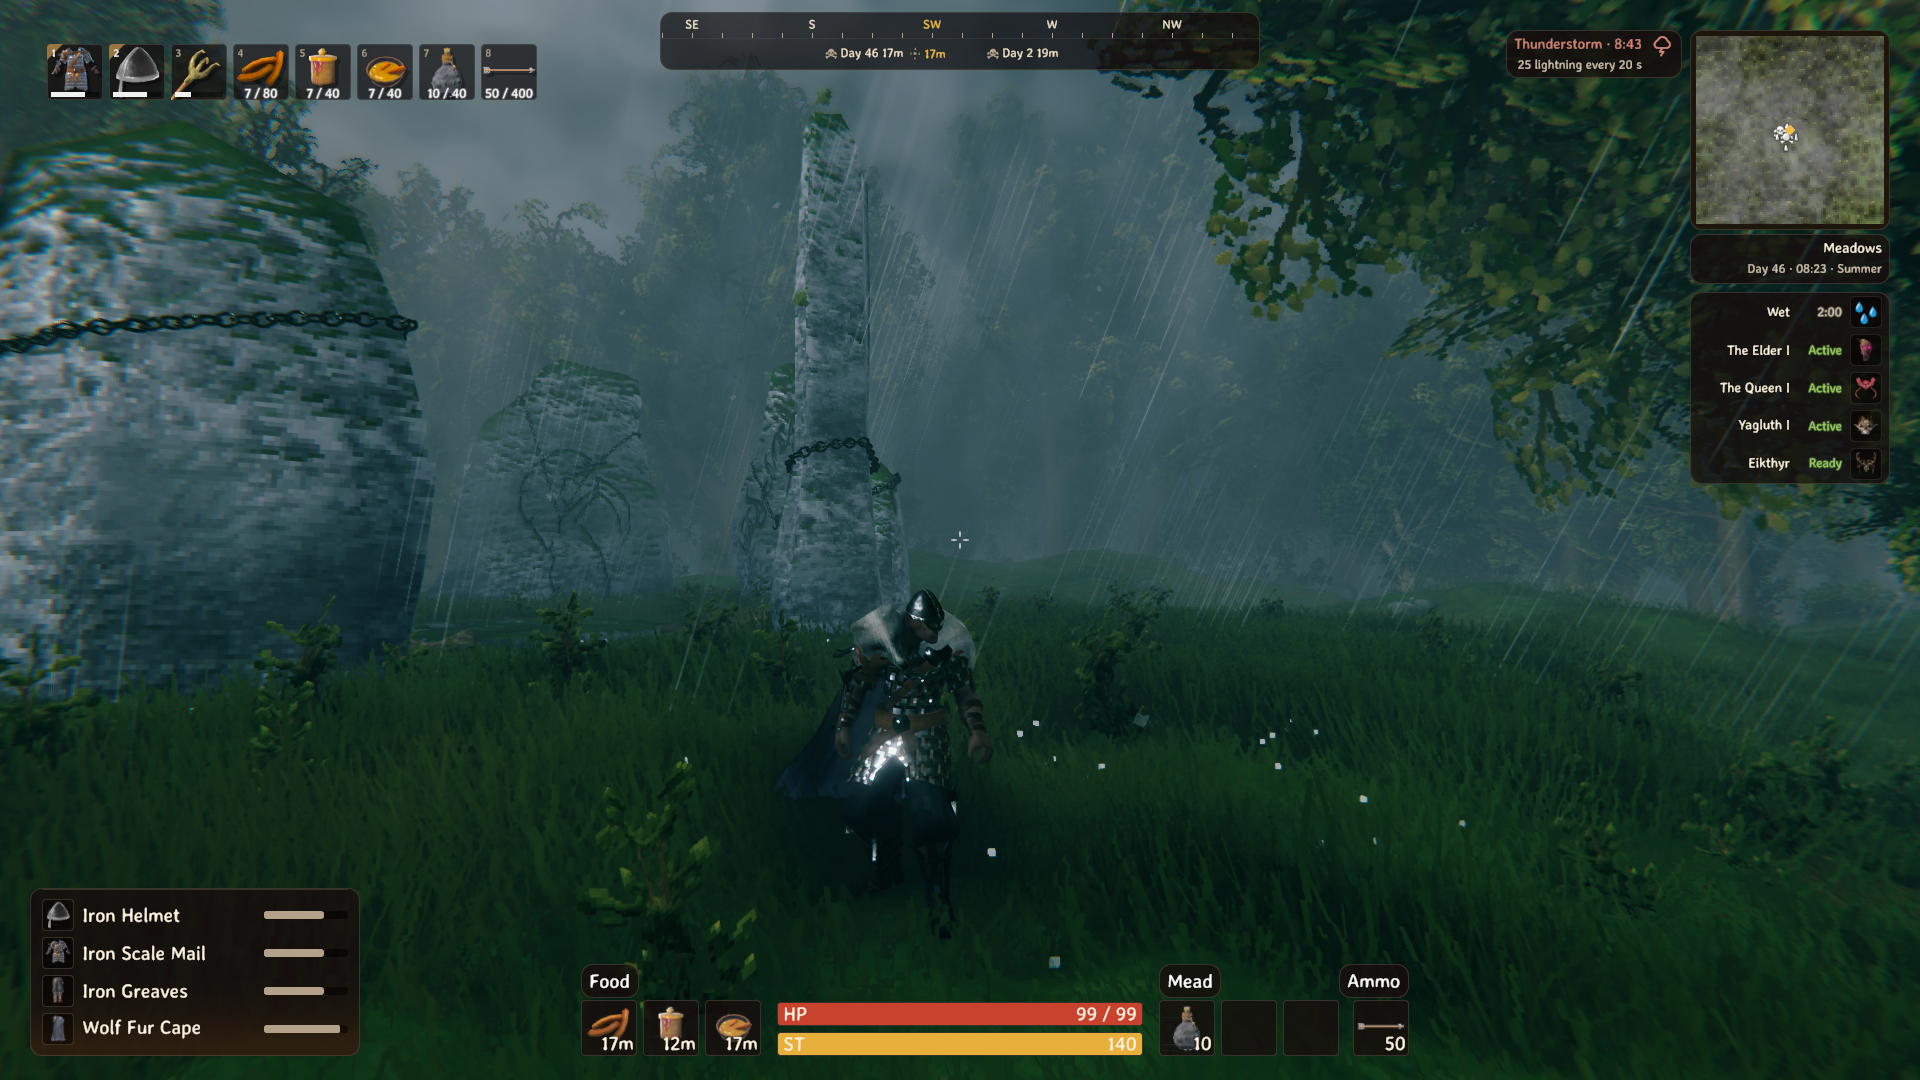 SE S SW W NW
Day 46 17m 17m Day 2 19m
1 2 3 4 5 6 7 8
7 / 80 7 / 40 7 / 40 10 / 40 50 / 400
Thunderstorm · 8:43
25 lightning every 20 s
Meadows
Day 46 · 08:23 · Summer
Wet 2:00
The Elder I Active
The Queen I Active
Yagluth I Active
Eikthyr Ready
Iron Helmet
Iron Scale Mail
Iron Greaves
Wolf Fur Cape
Food
17m 12m 17m
HP 99 / 99
ST 140
Mead
10
Ammo
50